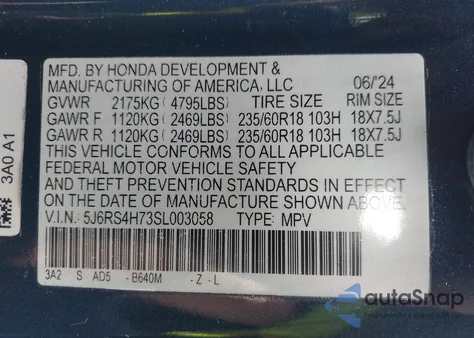 MFD. BY HONDA DEVELOPMENT &
MANUFACTURING OF AMERICA, LLC 06/'24
GVWR 2175KG (4795LBS) TIRE SIZE RIM SIZE
GAWR F 1120KG (2469LBS) 235/60R18 103H 18X7.5J
GAWR R 1120KG (2469LBS) 235/60R18 103H 18X7.5J
THIS VEHICLE CONFORMS TO ALL APPLICABLE
FEDERAL MOTOR VEHICLE SAFETY
AND THEFT PREVENTION STANDARDS IN EFFECT
ON THE DATE OF MANUFACTURE SHOWN ABOVE.
V.I.N.: 5J6RS4H73SL003058 TYPE: MPV
3A2 S AD5 - B640M - Z - L
3A0 A1
autoSnap